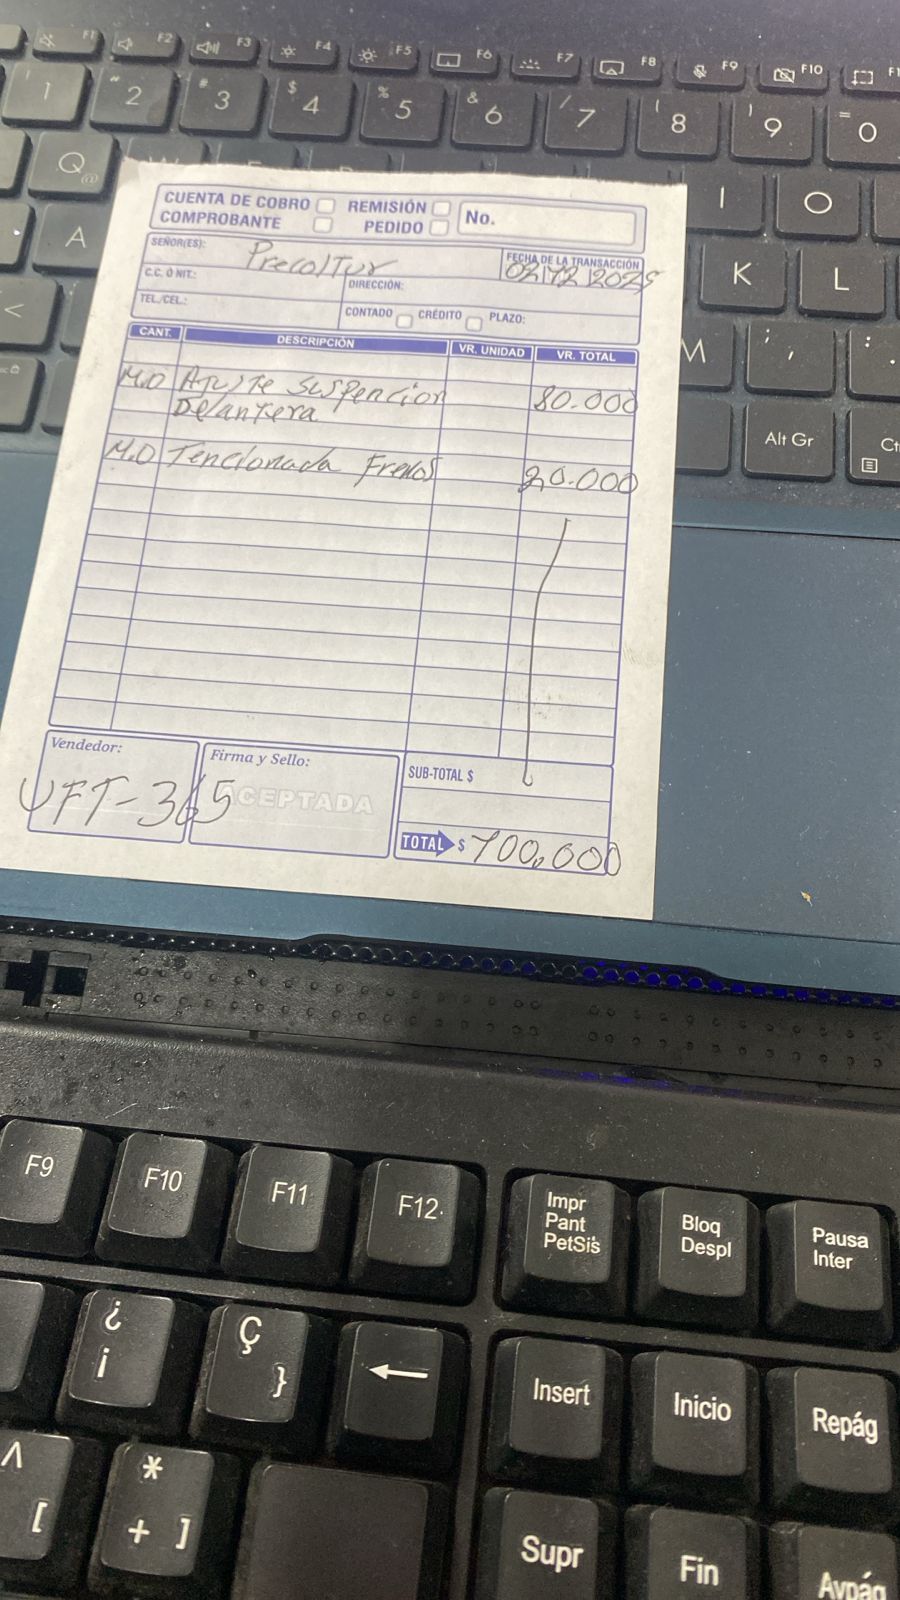 F1 F2 F3 F4 F5 F6 F7 F8 F9 F10
1 " 2 # 3 $ 4 % 5 & 6 / 7 ( 8 ) 9 = 0
Q @ I O
A K L
< M ; , : .
Alt Gr
CUENTA DE COBRO REMISIÓN No.
COMPROBANTE PEDIDO
SEÑOR(ES): Precoltur FECHA DE LA TRANSACCIÓN
02 12 2025
C.C. O NIT.: DIRECCIÓN:
TEL./CEL.: CONTADO CRÉDITO PLAZO:
CANT. DESCRIPCIÓN VR. UNIDAD VR. TOTAL
M.O Ajuste suspencion 80.000
Delantera
M.O Tencionada Frenos 20.000
Vendedor: Firma y Sello: SUB-TOTAL $
UFT-365 ACEPTADA
TOTAL $ 100,000
F9 F10 F11 F12
Impr
Pant
PetSis
Bloq
Despl
Pausa
Inter
¿ ¡ Ç } ←
Insert Inicio Repág
^ [ * + ]
Supr Fin Avpág